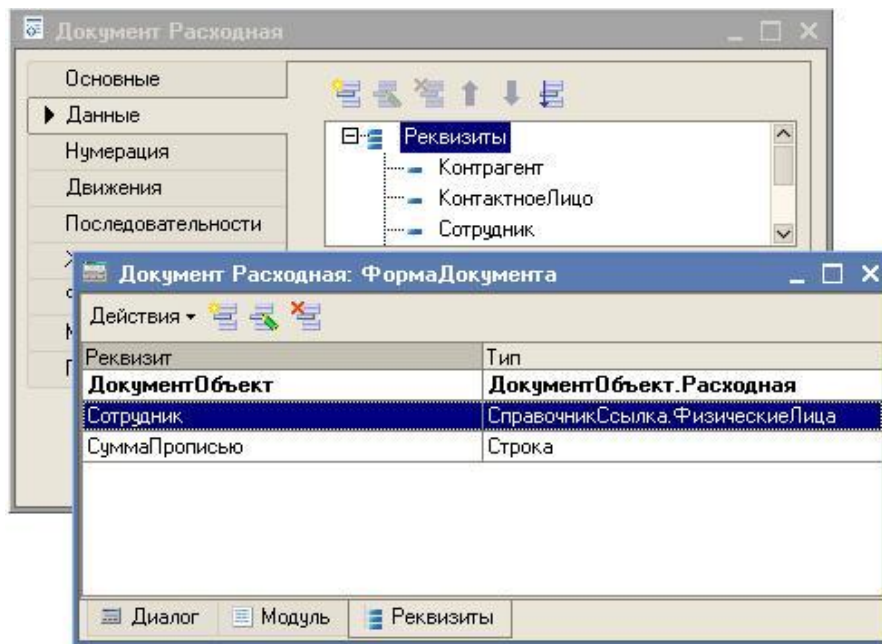 Документ Расходная
Основные
Данные
Нумерация
Движения
Последовательности
Реквизиты
Контрагент
КонтактноеЛицо
Сотрудник
Документ Расходная: ФормаДокумента
Действия
Реквизит Тип
ДокументОбъект ДокументОбъект.Расходная
Сотрудник СправочникСсылка.ФизическиеЛица
СуммаПрописью Строка
Диалог Модуль Реквизиты